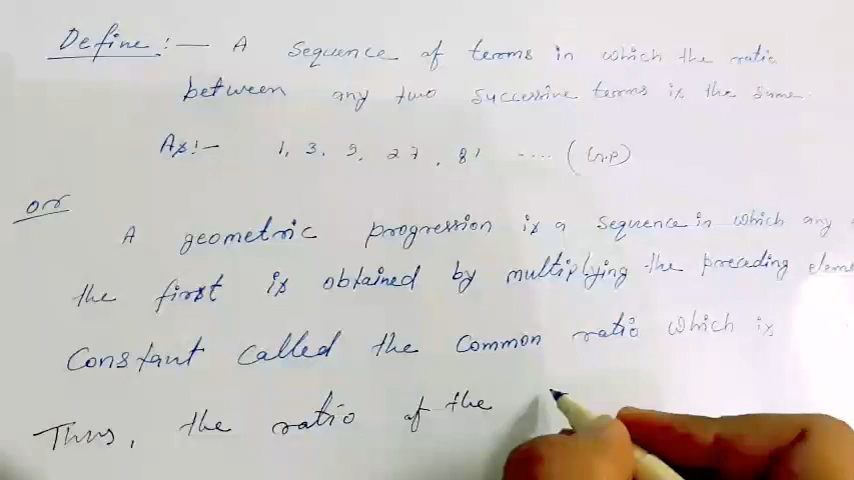 Define :— A sequence of terms in which the ratio
between any two successive terms is the same.
As:— 1, 3, 9, 27, 81 .... (G.P)
or
A geometric progression is a sequence in which any
the first is obtained by multiplying the preceding eleme
Constant called the common ratio which is
Thus, the ratio of the